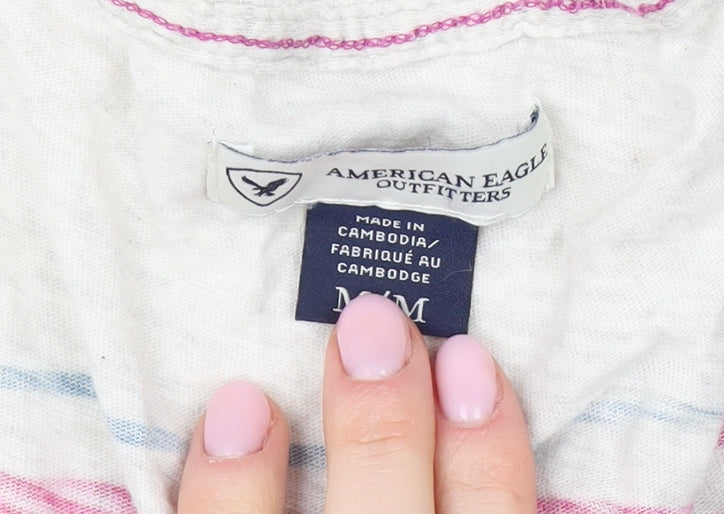 AMERICAN EAGLE
OUTFITTERS
MADE IN
CAMBODIA/
FABRIQUÉ AU
CAMBODGE
M/M